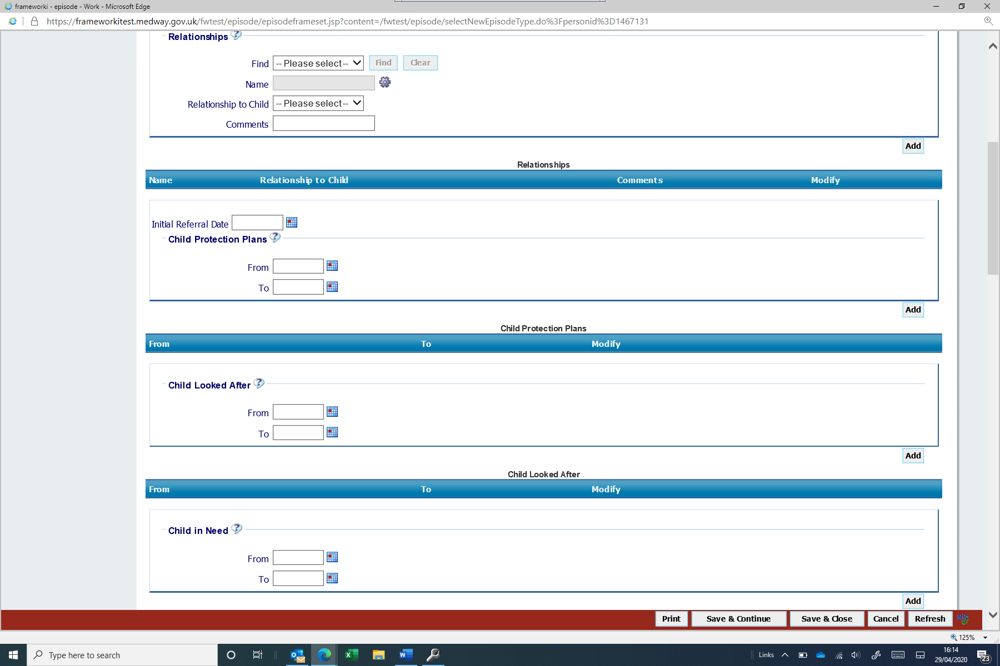 frameworki - episode - Work - Microsoft Edge
https://frameworkitest.medway.gov.uk/fwtest/episode/episodeframeset.jsp?content=/fwtest/episode/selectNewEpisodeType.do%3Fpersonid%3D1467131
Relationships
Find -- Please select-- Find Clear
Name
Relationship to Child -- Please select--
Comments
Add
Relationships
Name Relationship to Child Comments Modify
Initial Referral Date
Child Protection Plans
From
To
Add
Child Protection Plans
From To Modify
Child Looked After
From
To
Add
Child Looked After
From To Modify
Child in Need
From
To
Add
Print Save & Continue Save & Close Cancel Refresh
125%
Type here to search
Links
16:14
29/04/2020
23